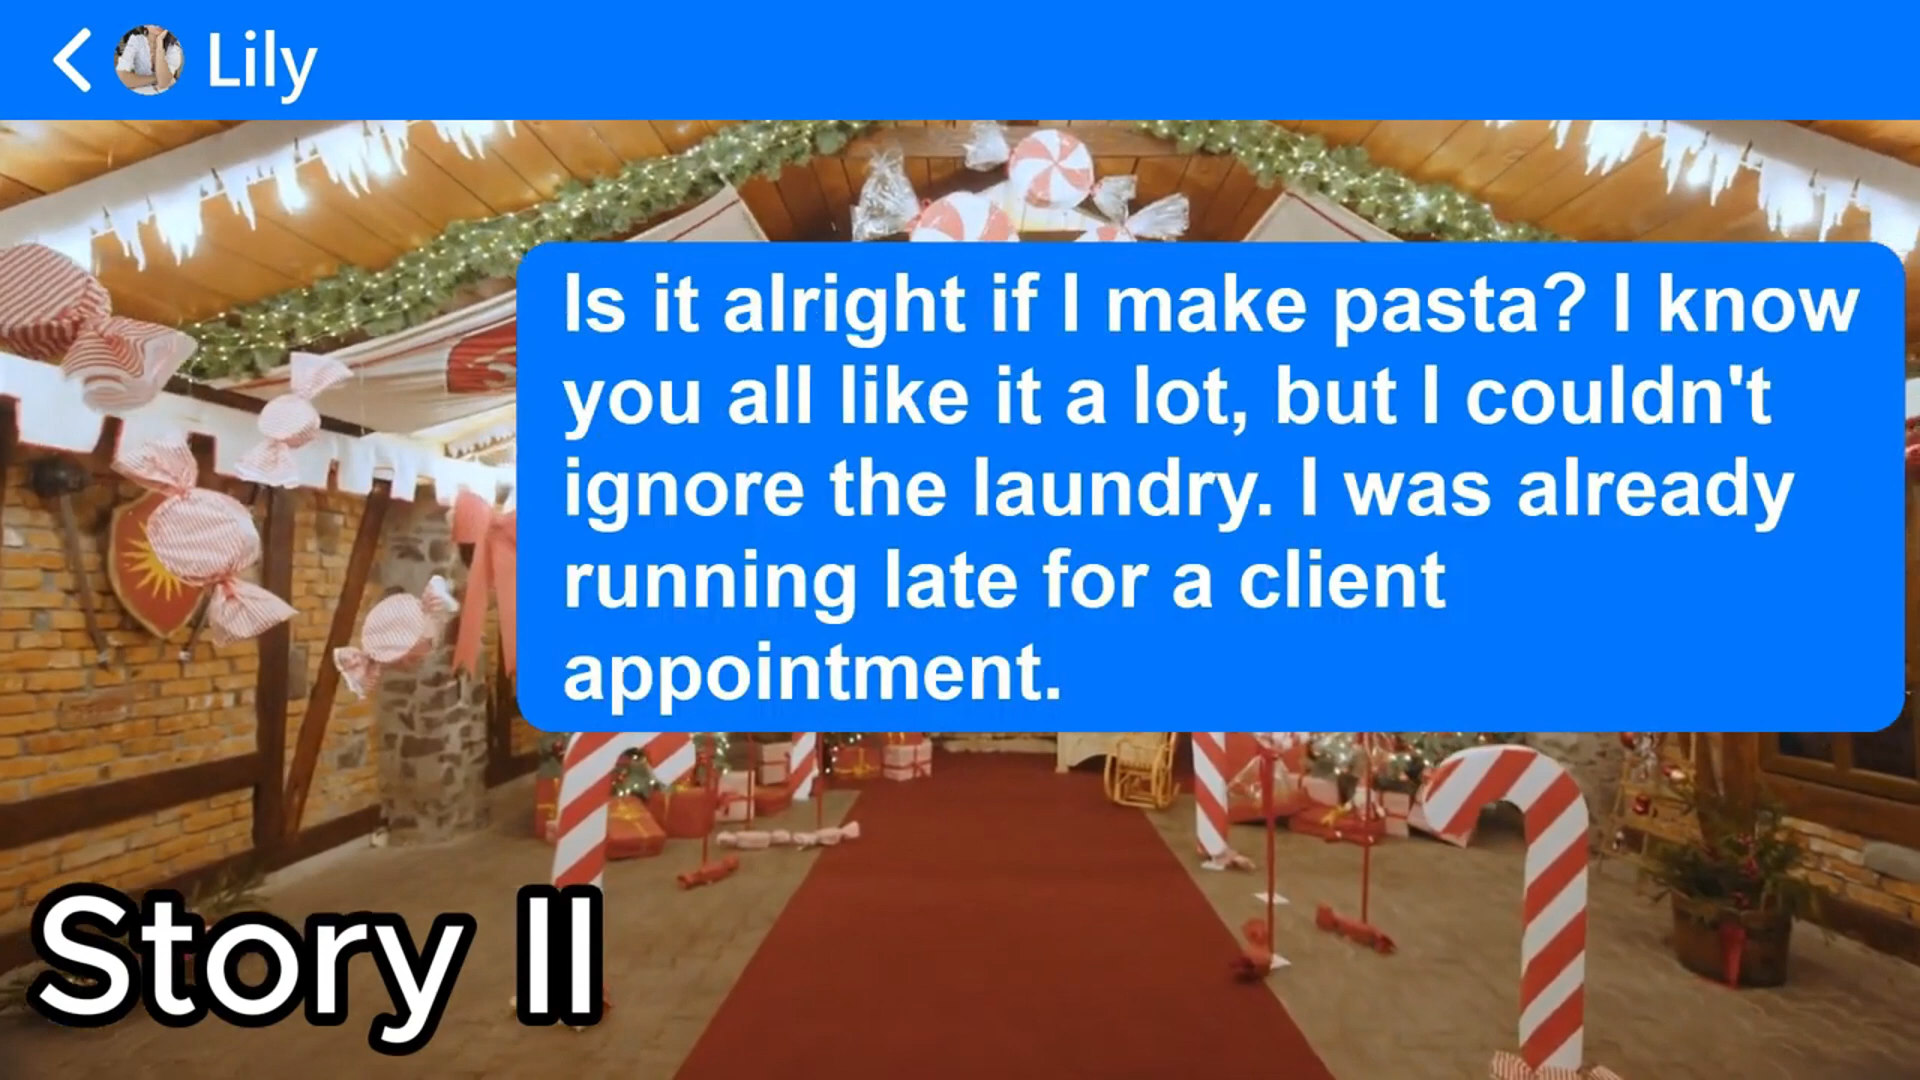 Lily
Is it alright if I make pasta? I know
you all like it a lot, but I couldn't
ignore the laundry. I was already
running late for a client
appointment.
Story II